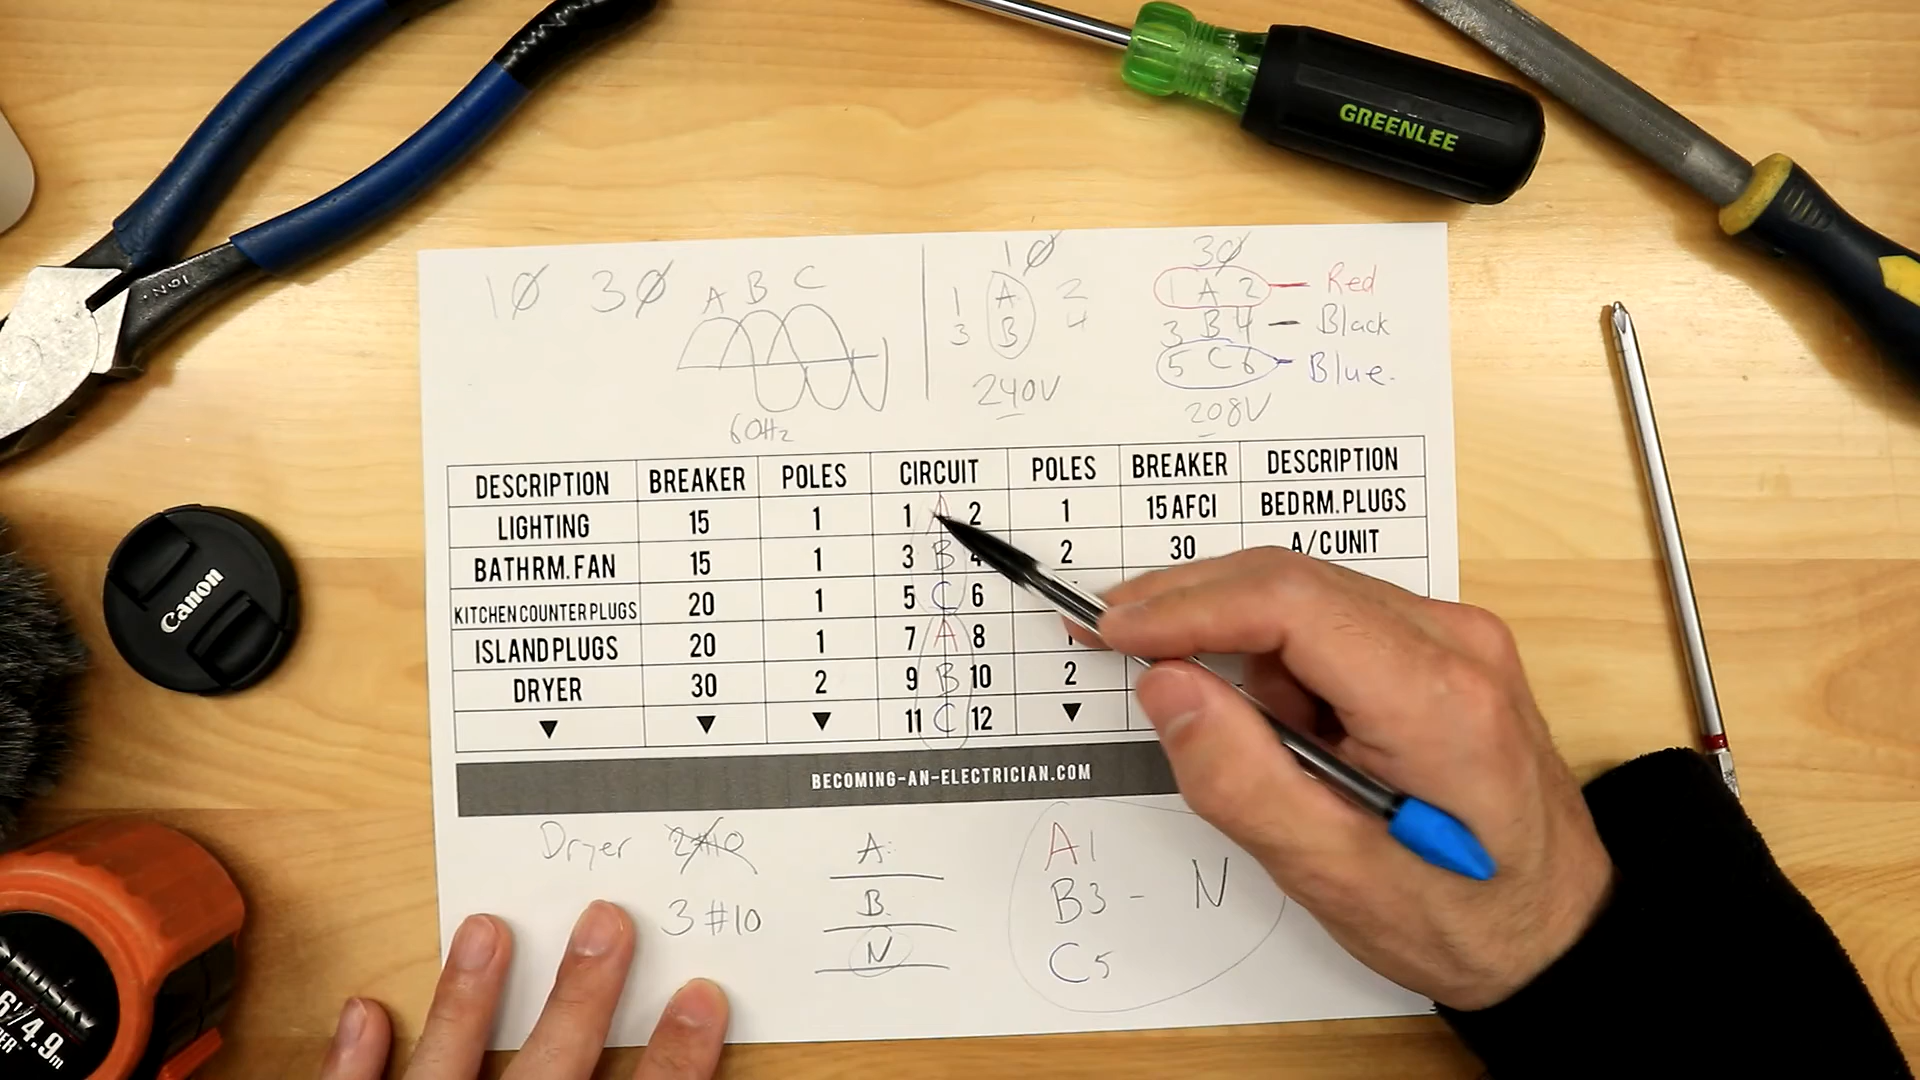 GREENLEE
1Ø 3Ø
A B C
60Hz
1Ø
1 A 2
3 B 4
240V
3Ø
1 A 2 — Red
3 B 4 — Black
5 C 6 — Blue.
208V
DESCRIPTION BREAKER POLES CIRCUIT POLES BREAKER DESCRIPTION
LIGHTING 15 1 1 A 2 1 15 AFCI BEDRM. PLUGS
BATHRM. FAN 15 1 3 B 4 2 30 A/C UNIT
KITCHEN COUNTER PLUGS 20 1 5 C 6
ISLAND PLUGS 20 1 7 A 8
DRYER 30 2 9 B 10 2
▼ ▼ ▼ 11 C 12 ▼
BECOMING-AN-ELECTRICIAN.COM
Dryer 2#10
3 #10
A
B
N
A1
B3 - N
C5
Canon
HUSKY
16'/4.9m